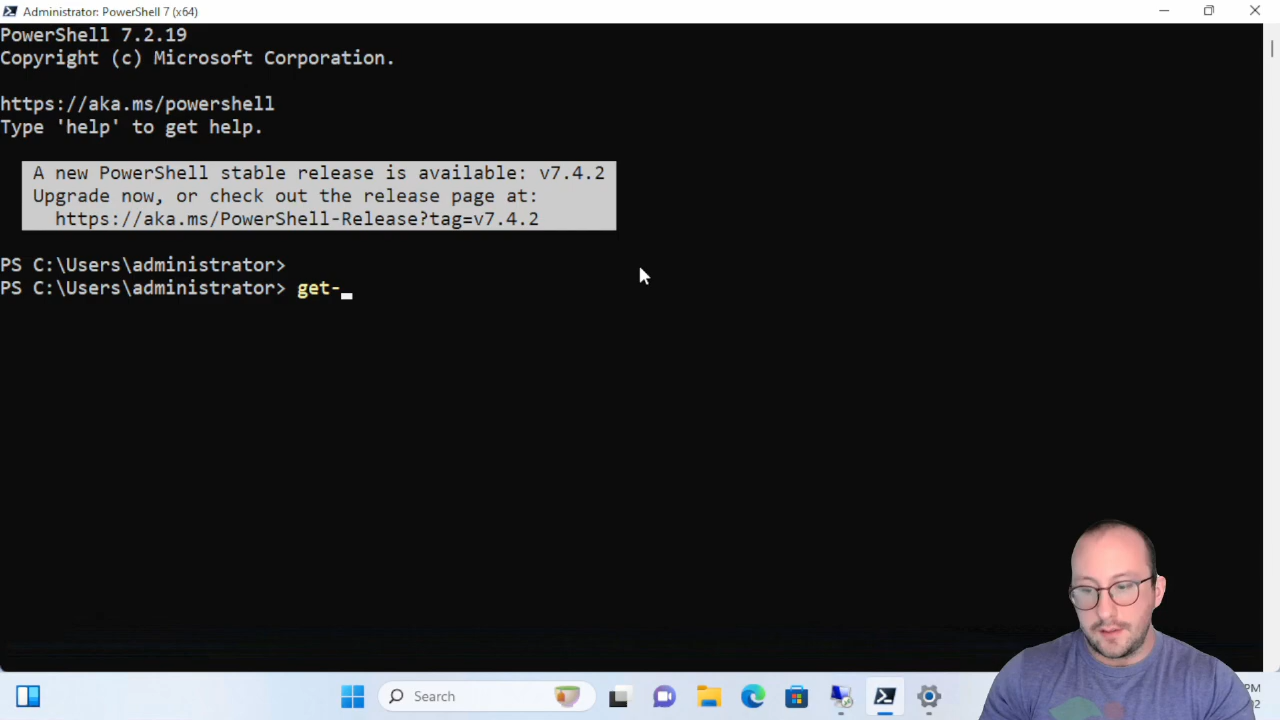 Administrator: PowerShell 7 (x64)
PowerShell 7.2.19
Copyright (c) Microsoft Corporation.
https://aka.ms/powershell
Type 'help' to get help.
A new PowerShell stable release is available: v7.4.2
Upgrade now, or check out the release page at:
https://aka.ms/PowerShell-Release?tag=v7.4.2
PS C:\Users\administrator>
PS C:\Users\administrator> get-_
Search
PM
02